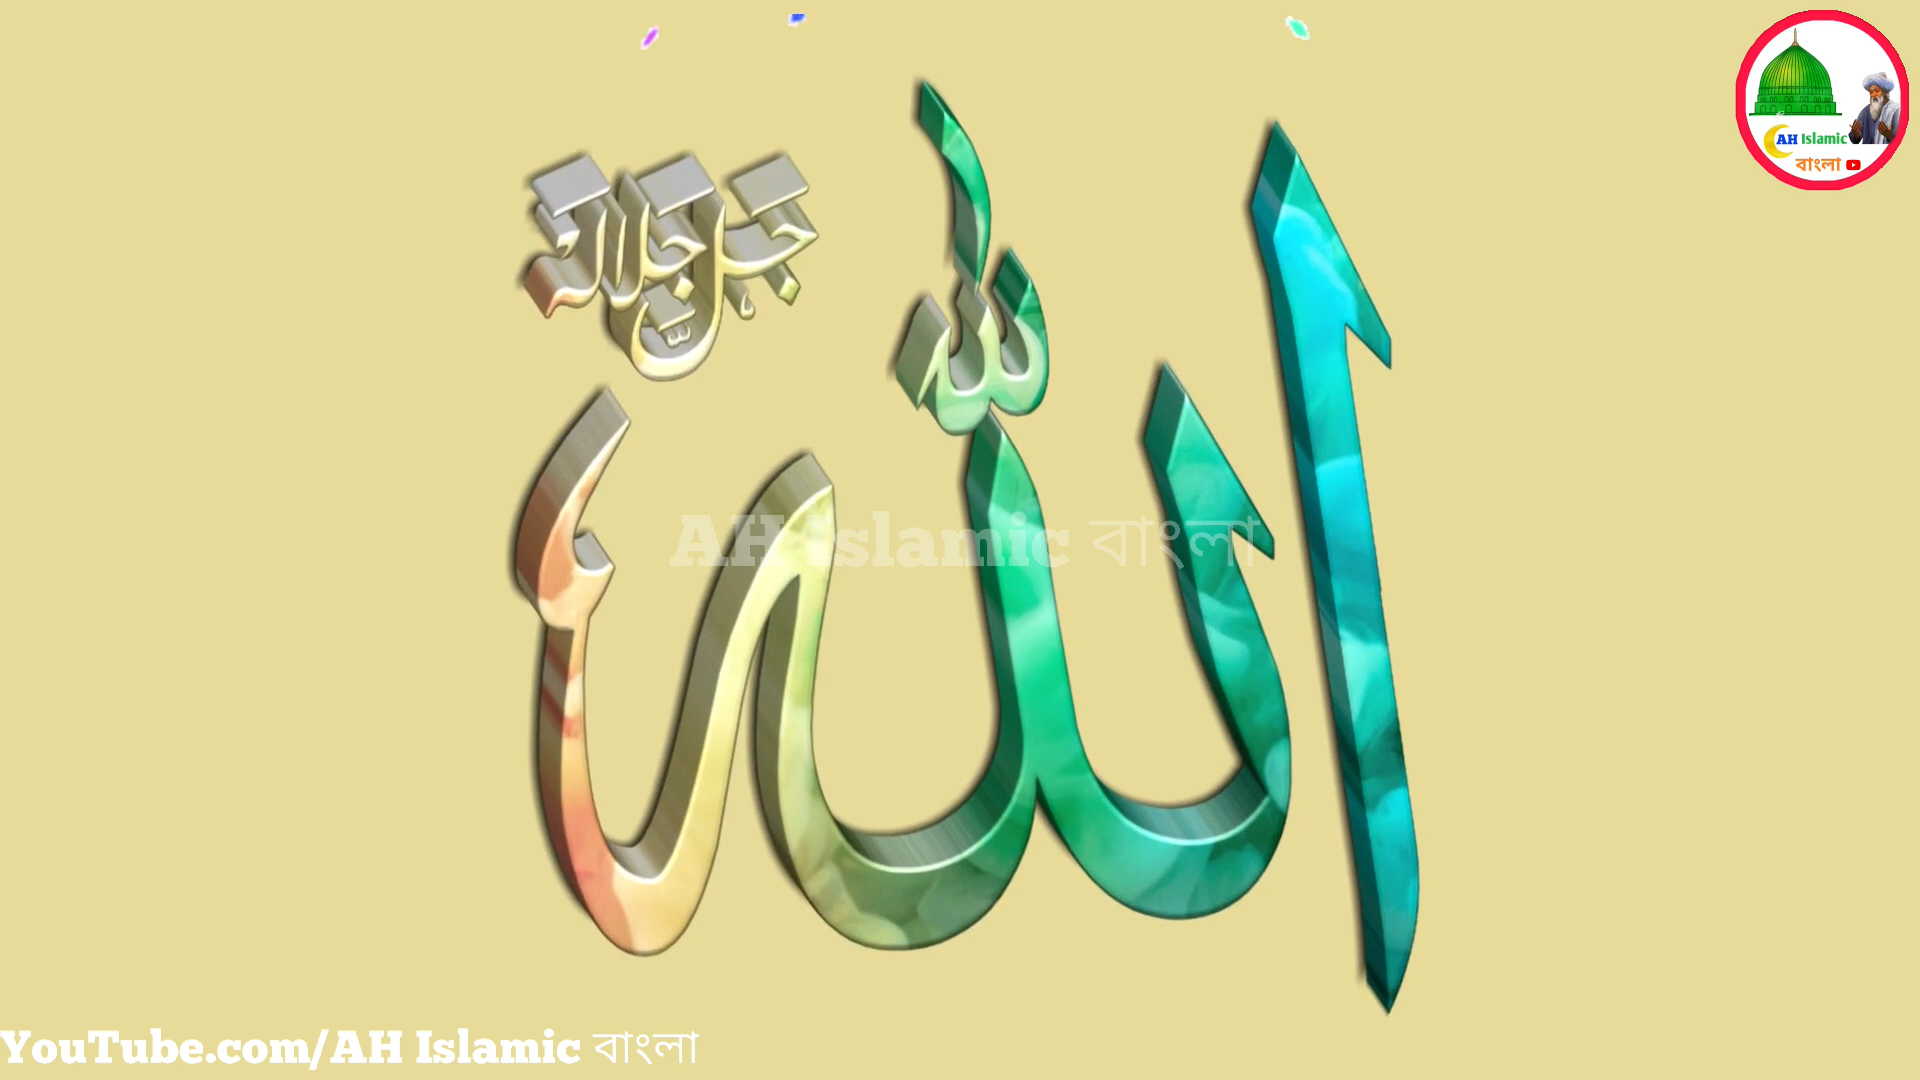 جل جلاله
الله
AH Islamic বাংলা
AH Islamic
বাংলা
YouTube.com/AH Islamic বাংলা